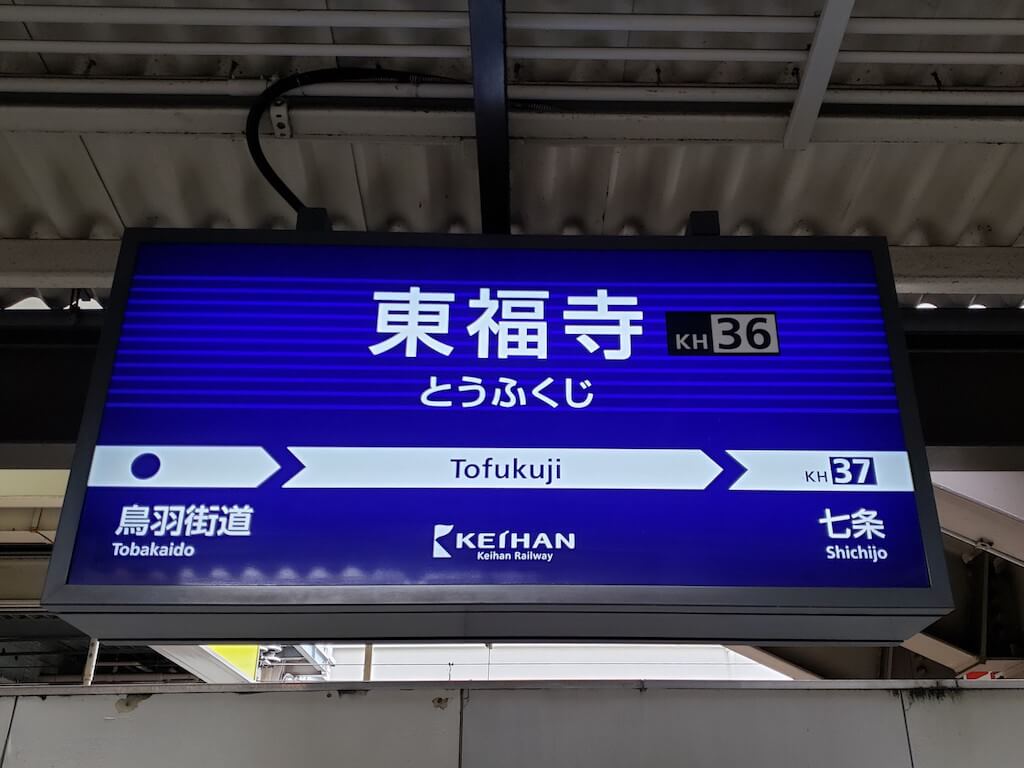 東福寺 KH 36
とうふくじ
Tofukuji
KH 37
鳥羽街道
Tobakaido
KEIHAN
Keihan Railway
七条
Shichijo